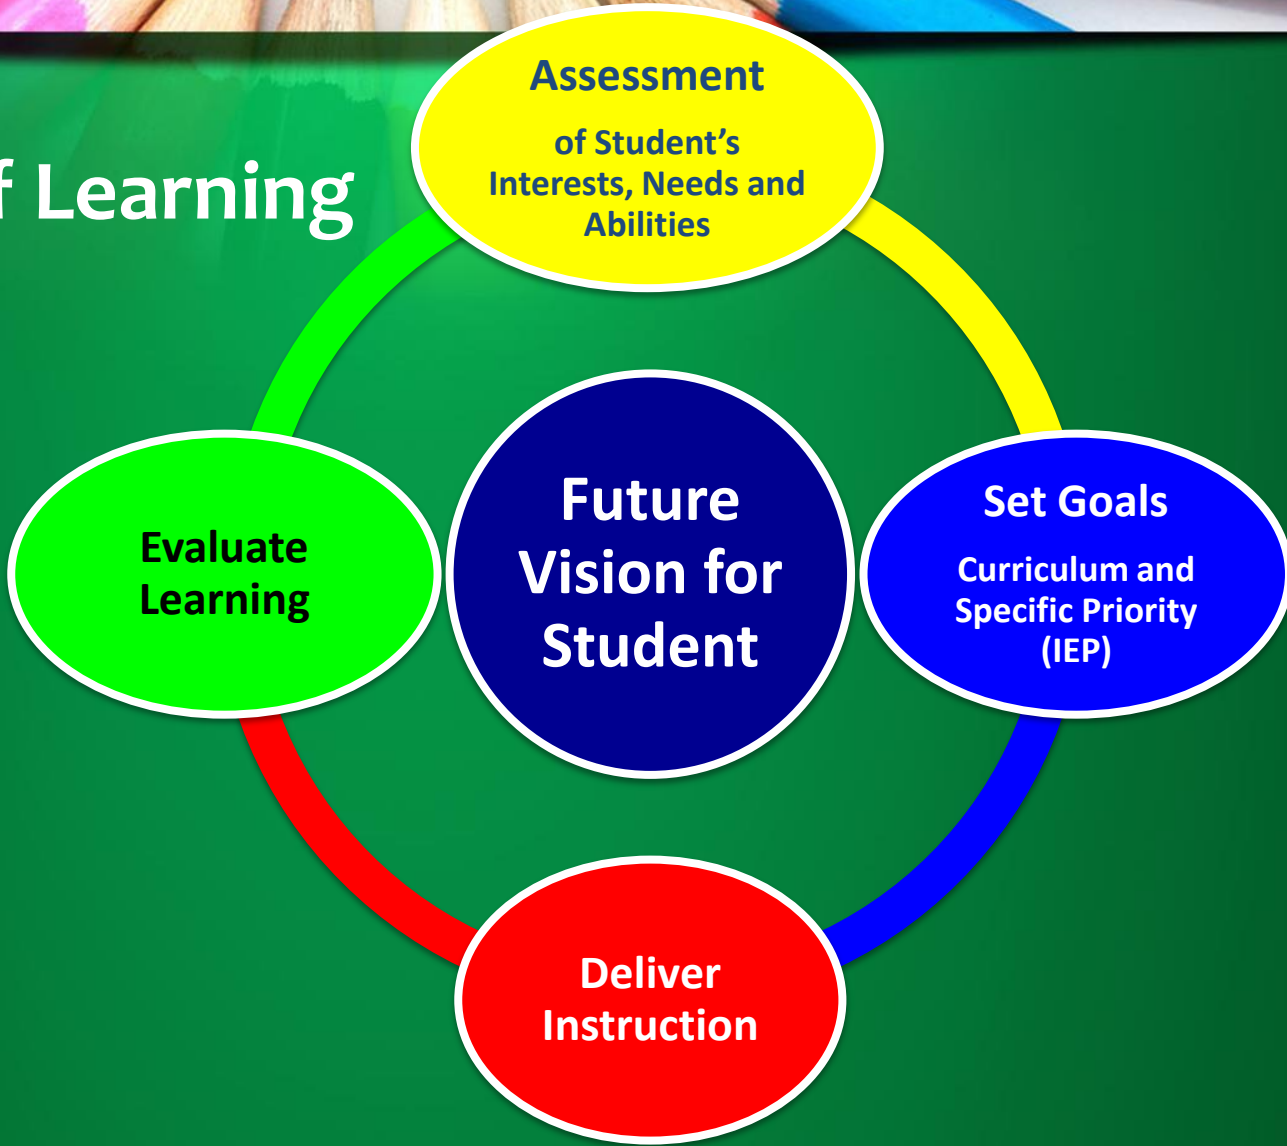 f Learning
Assessment
of Student’s
Interests, Needs and
Abilities
Set Goals
Curriculum and
Specific Priority
(IEP)
Deliver
Instruction
Evaluate
Learning
Future
Vision for
Student